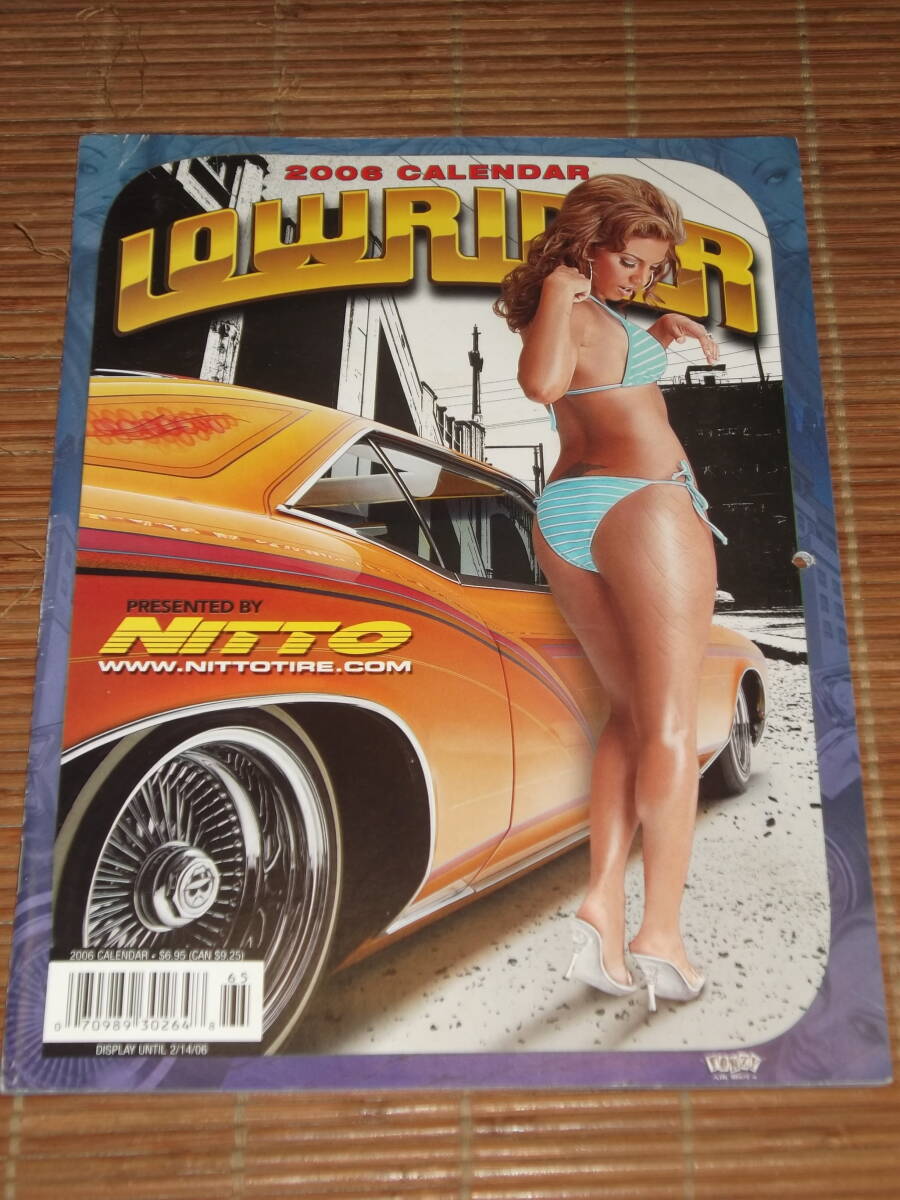 2006 CALENDAR
LOWRIDER
PRESENTED BY
NITTO
WWW.NITTOTIRE.COM
2006 CALENDAR • $6.95 (CAN $9.25)
65
0 70989 30264 8
DISPLAY UNTIL 2/14/06